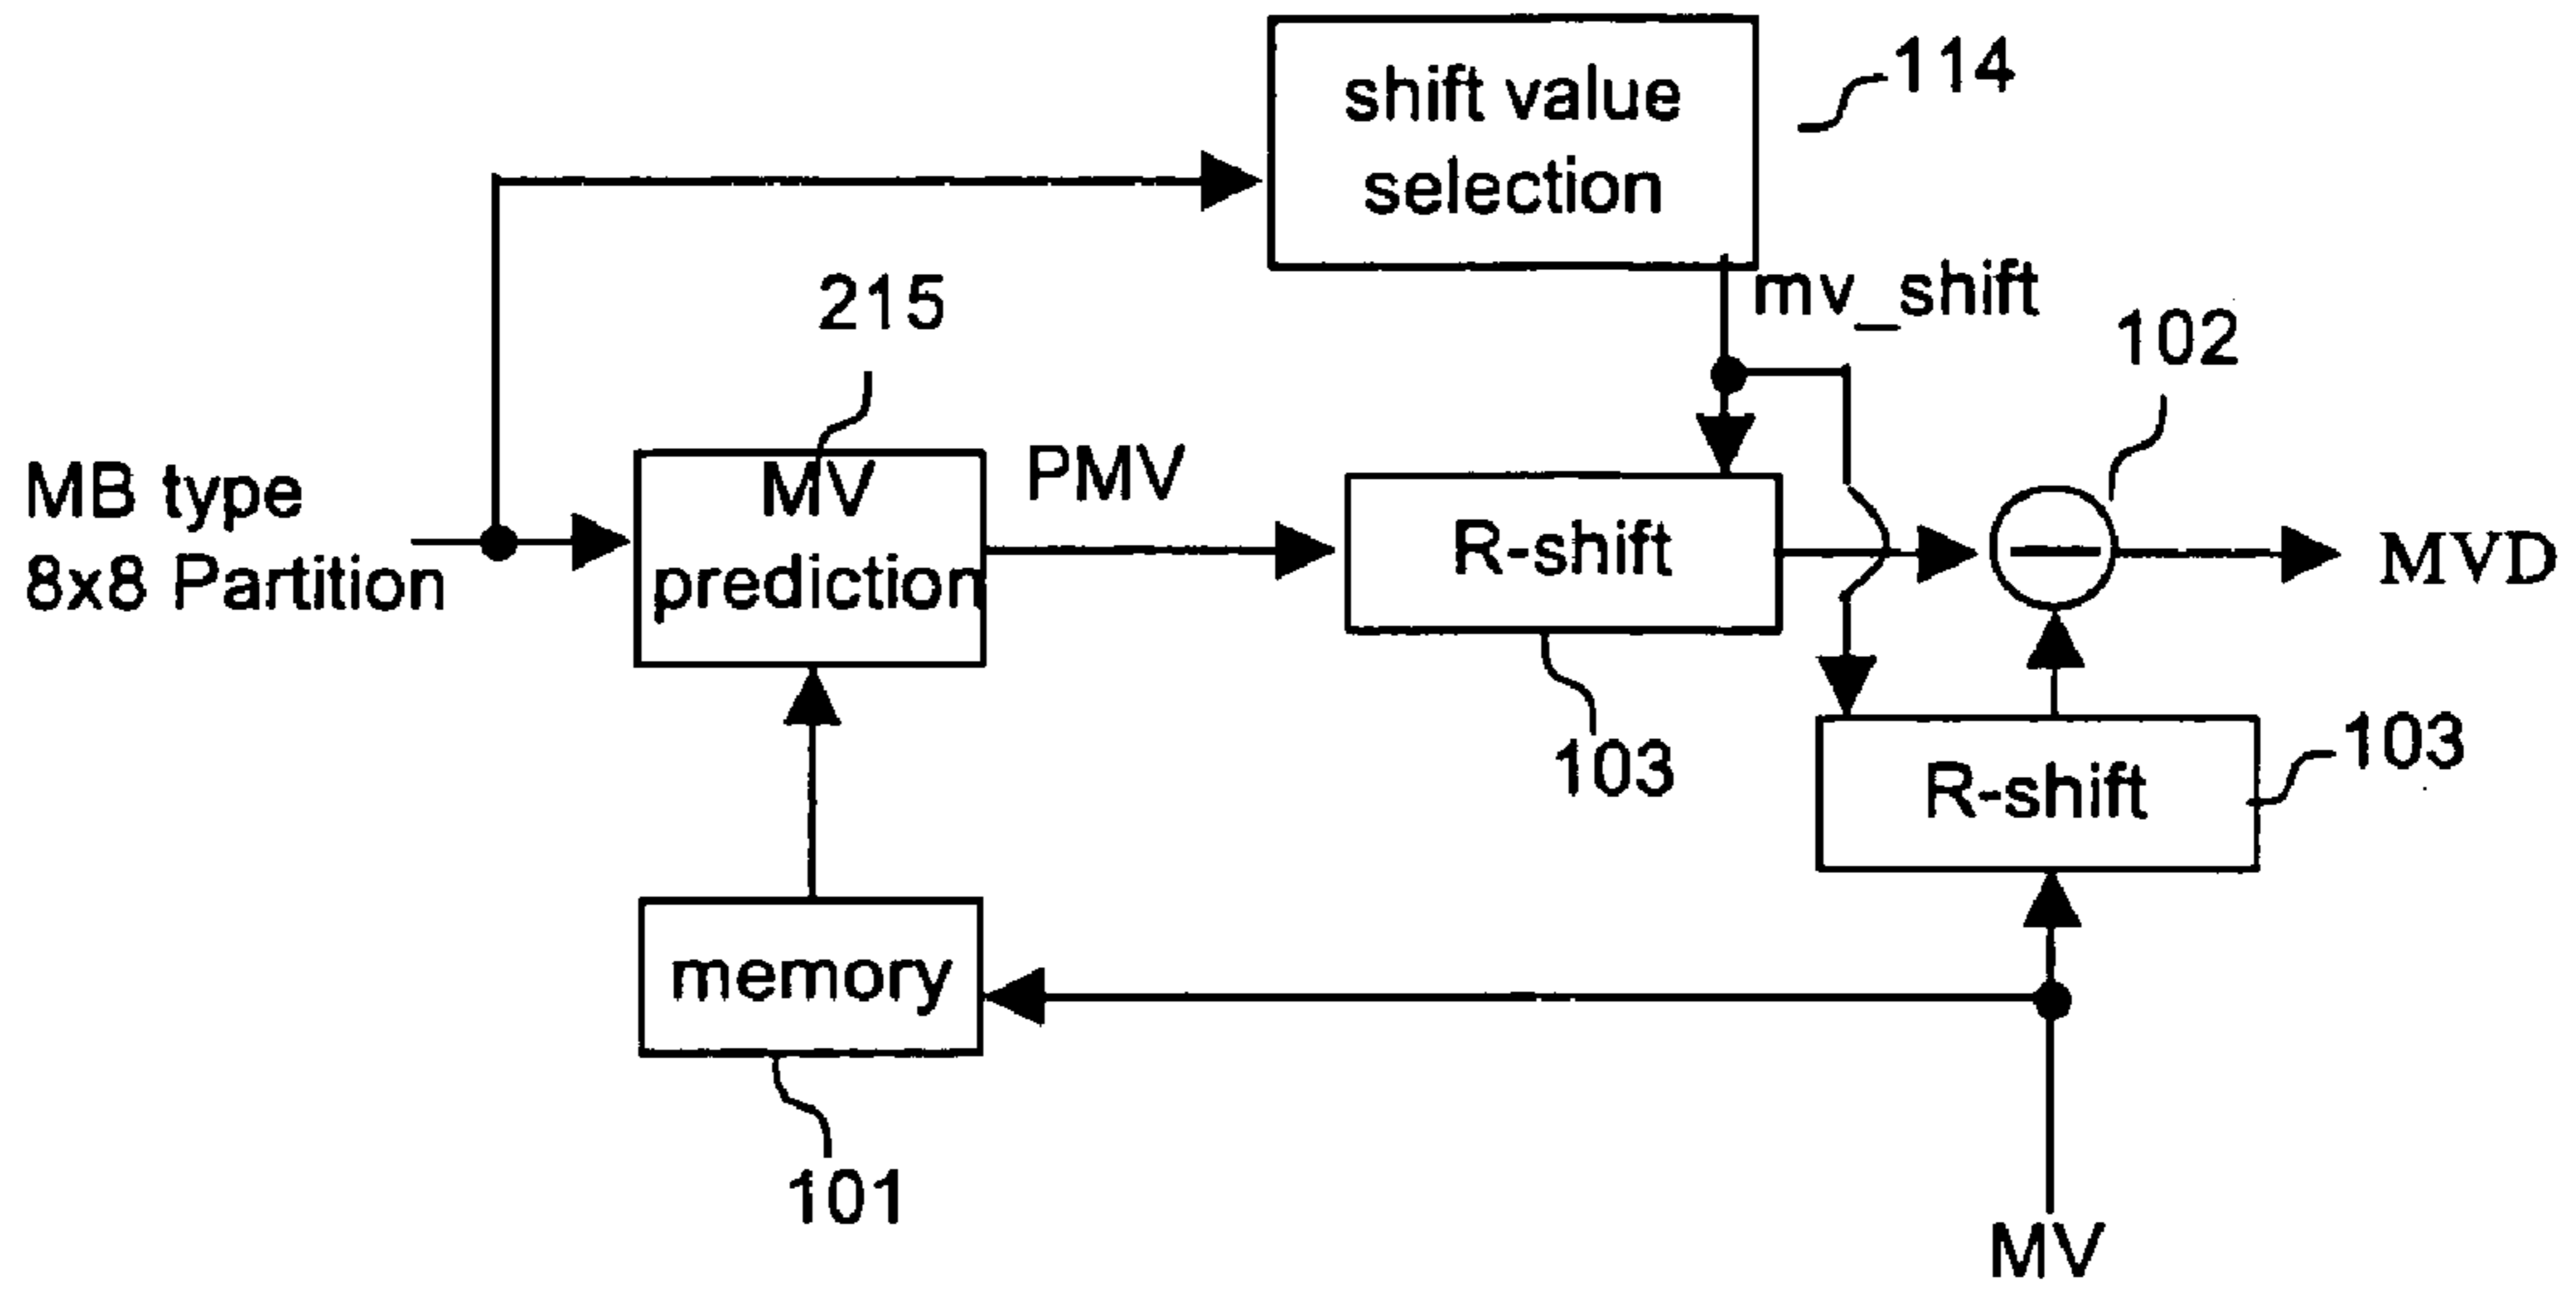 shift value
selection
114
mv_shift
215
102
MB type
8x8 Partition
MV
prediction
PMV
R-shift
MVD
103
R-shift
103
memory
101
MV